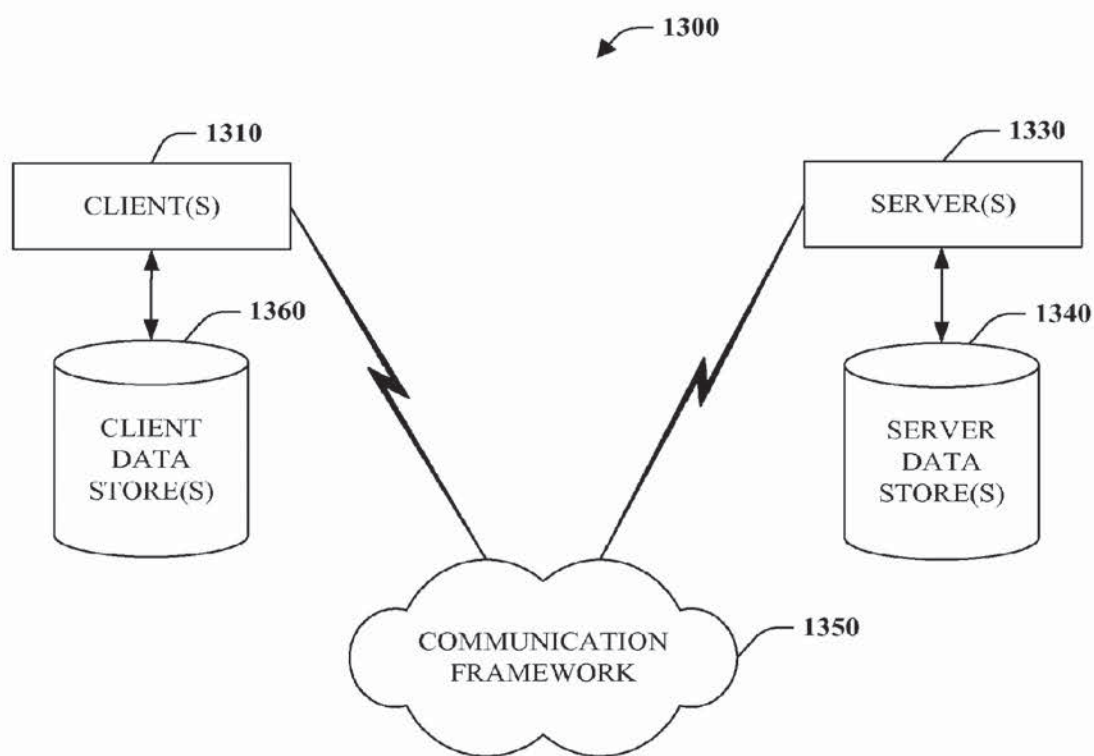 1300
1310
CLIENT(S)
1330
SERVER(S)
1360
CLIENT
DATA
STORE(S)
1340
SERVER
DATA
STORE(S)
COMMUNICATION
FRAMEWORK
1350